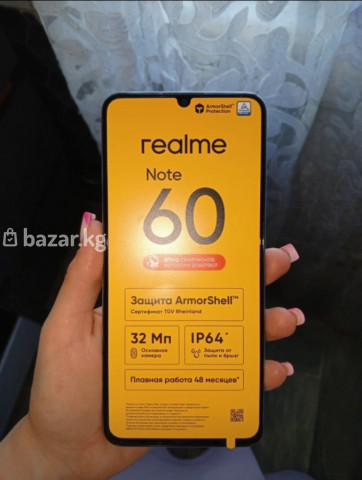 ArmorShell™
Protection
realme
Note
60
bazar.kg
Защита ArmorShell™
Сертификат TÜV Rheinland
32 Мп
Основная
камера
IP64*
Защита от
пыли и брызг
Плавная работа 48 месяцев*